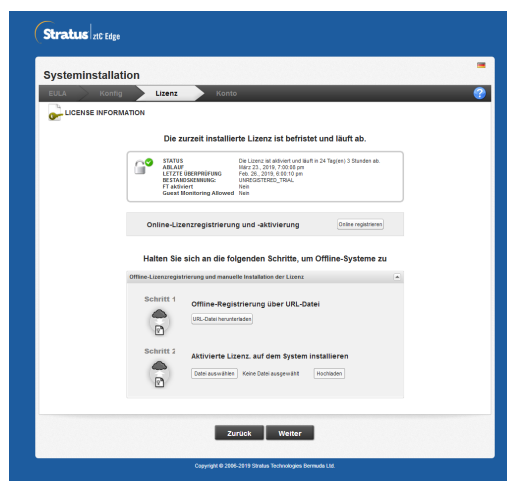 Stratus ztC Edge
Systeminstallation
EULA Konfig Lizenz Konto
LICENSE INFORMATION
Die zurzeit installierte Lizenz ist befristet und läuft ab.
STATUS Die Lizenz ist aktiviert und läuft in 24 Tag(en) 3 Stunden ab.
ABLAUF März 23 , 2019, 7:00:08 pm
LETZTE ÜBERPRÜFUNG Feb. 26 , 2019, 6:00:10 pm
BESTANDSKENNUNG: UNREGISTERED_TRIAL
FT aktiviert Nein
Guest Monitoring Allowed Nein
Online-Lizenzregistrierung und -aktivierung Online registrieren
Halten Sie sich an die folgenden Schritte, um Offline-Systeme zu
Offline-Lizenzregistrierung und manuelle Installation der Lizenz
Schritt 1
Offline-Registrierung über URL-Datei
URL-Datei herunterladen
Schritt 2
Aktivierte Lizenz. auf dem System installieren
Datei auswählen Keine Datei ausgewählt Hochladen
Zurück Weiter
Copyright © 2006-2019 Stratus Technologies Bermuda Ltd.